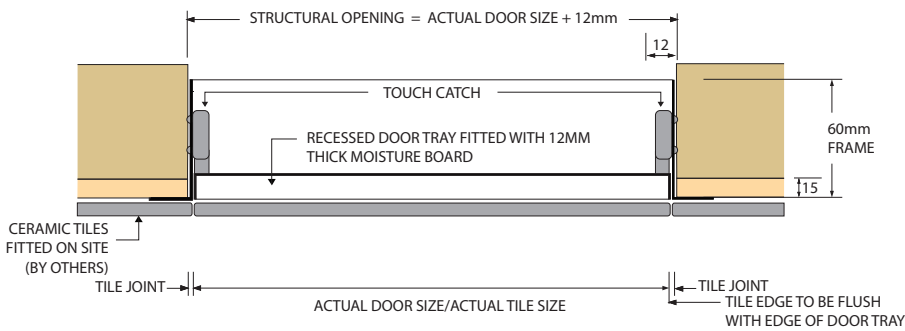 STRUCTURAL OPENING = ACTUAL DOOR SIZE + 12mm
12
TOUCH CATCH
RECESSED DOOR TRAY FITTED WITH 12MM
THICK MOISTURE BOARD
60mm
FRAME
15
CERAMIC TILES
FITTED ON SITE
(BY OTHERS)
TILE JOINT
ACTUAL DOOR SIZE/ACTUAL TILE SIZE
TILE JOINT
TILE EDGE TO BE FLUSH
WITH EDGE OF DOOR TRAY